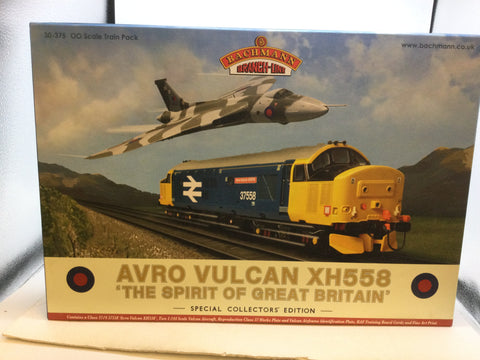 30-375 OO Scale Train Pack
BACHMANN
BRANCH-LINE
www.bachmann.co.uk
37558
AVRO VULCAN XH558
"THE SPIRIT OF GREAT BRITAIN"
SPECIAL COLLECTORS' EDITION